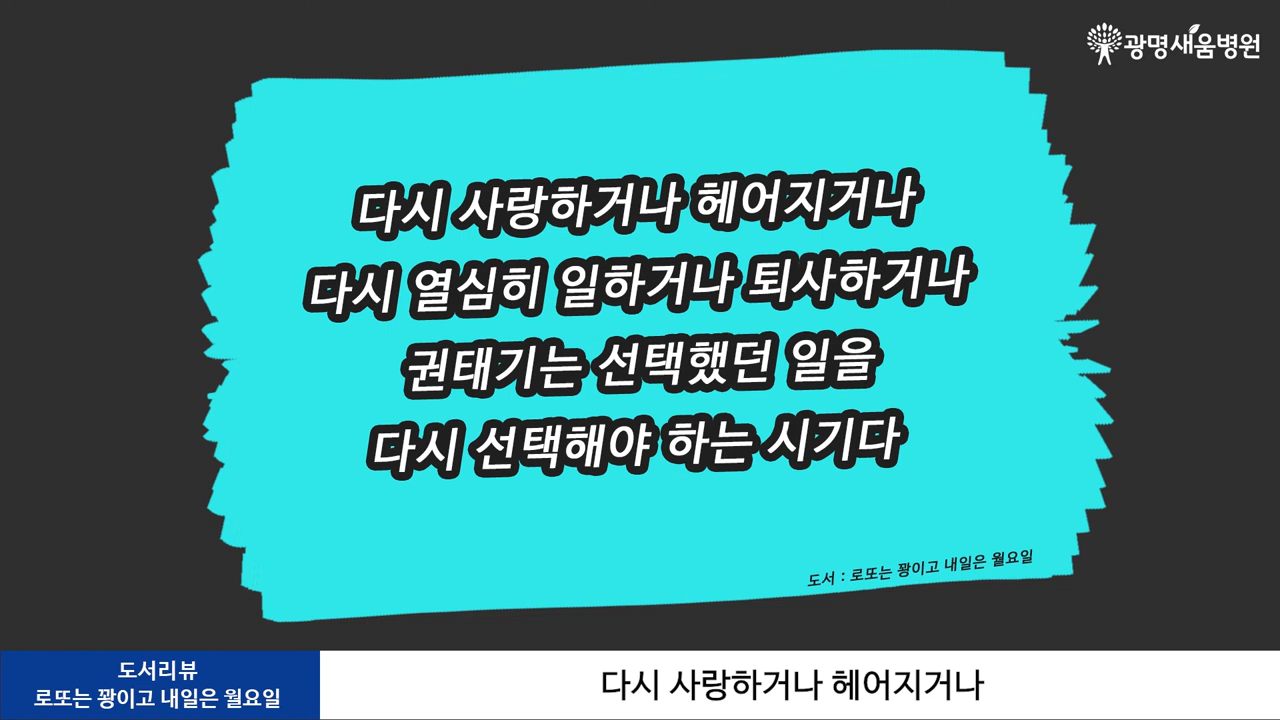 광명새움병원
다시 사랑하거나 헤어지거나
다시 열심히 일하거나 퇴사하거나
권태기는 선택했던 일을
다시 선택해야 하는 시기다
도서 : 로또는 꽝이고 내일은 월요일
도서리뷰
로또는 꽝이고 내일은 월요일
다시 사랑하거나 헤어지거나